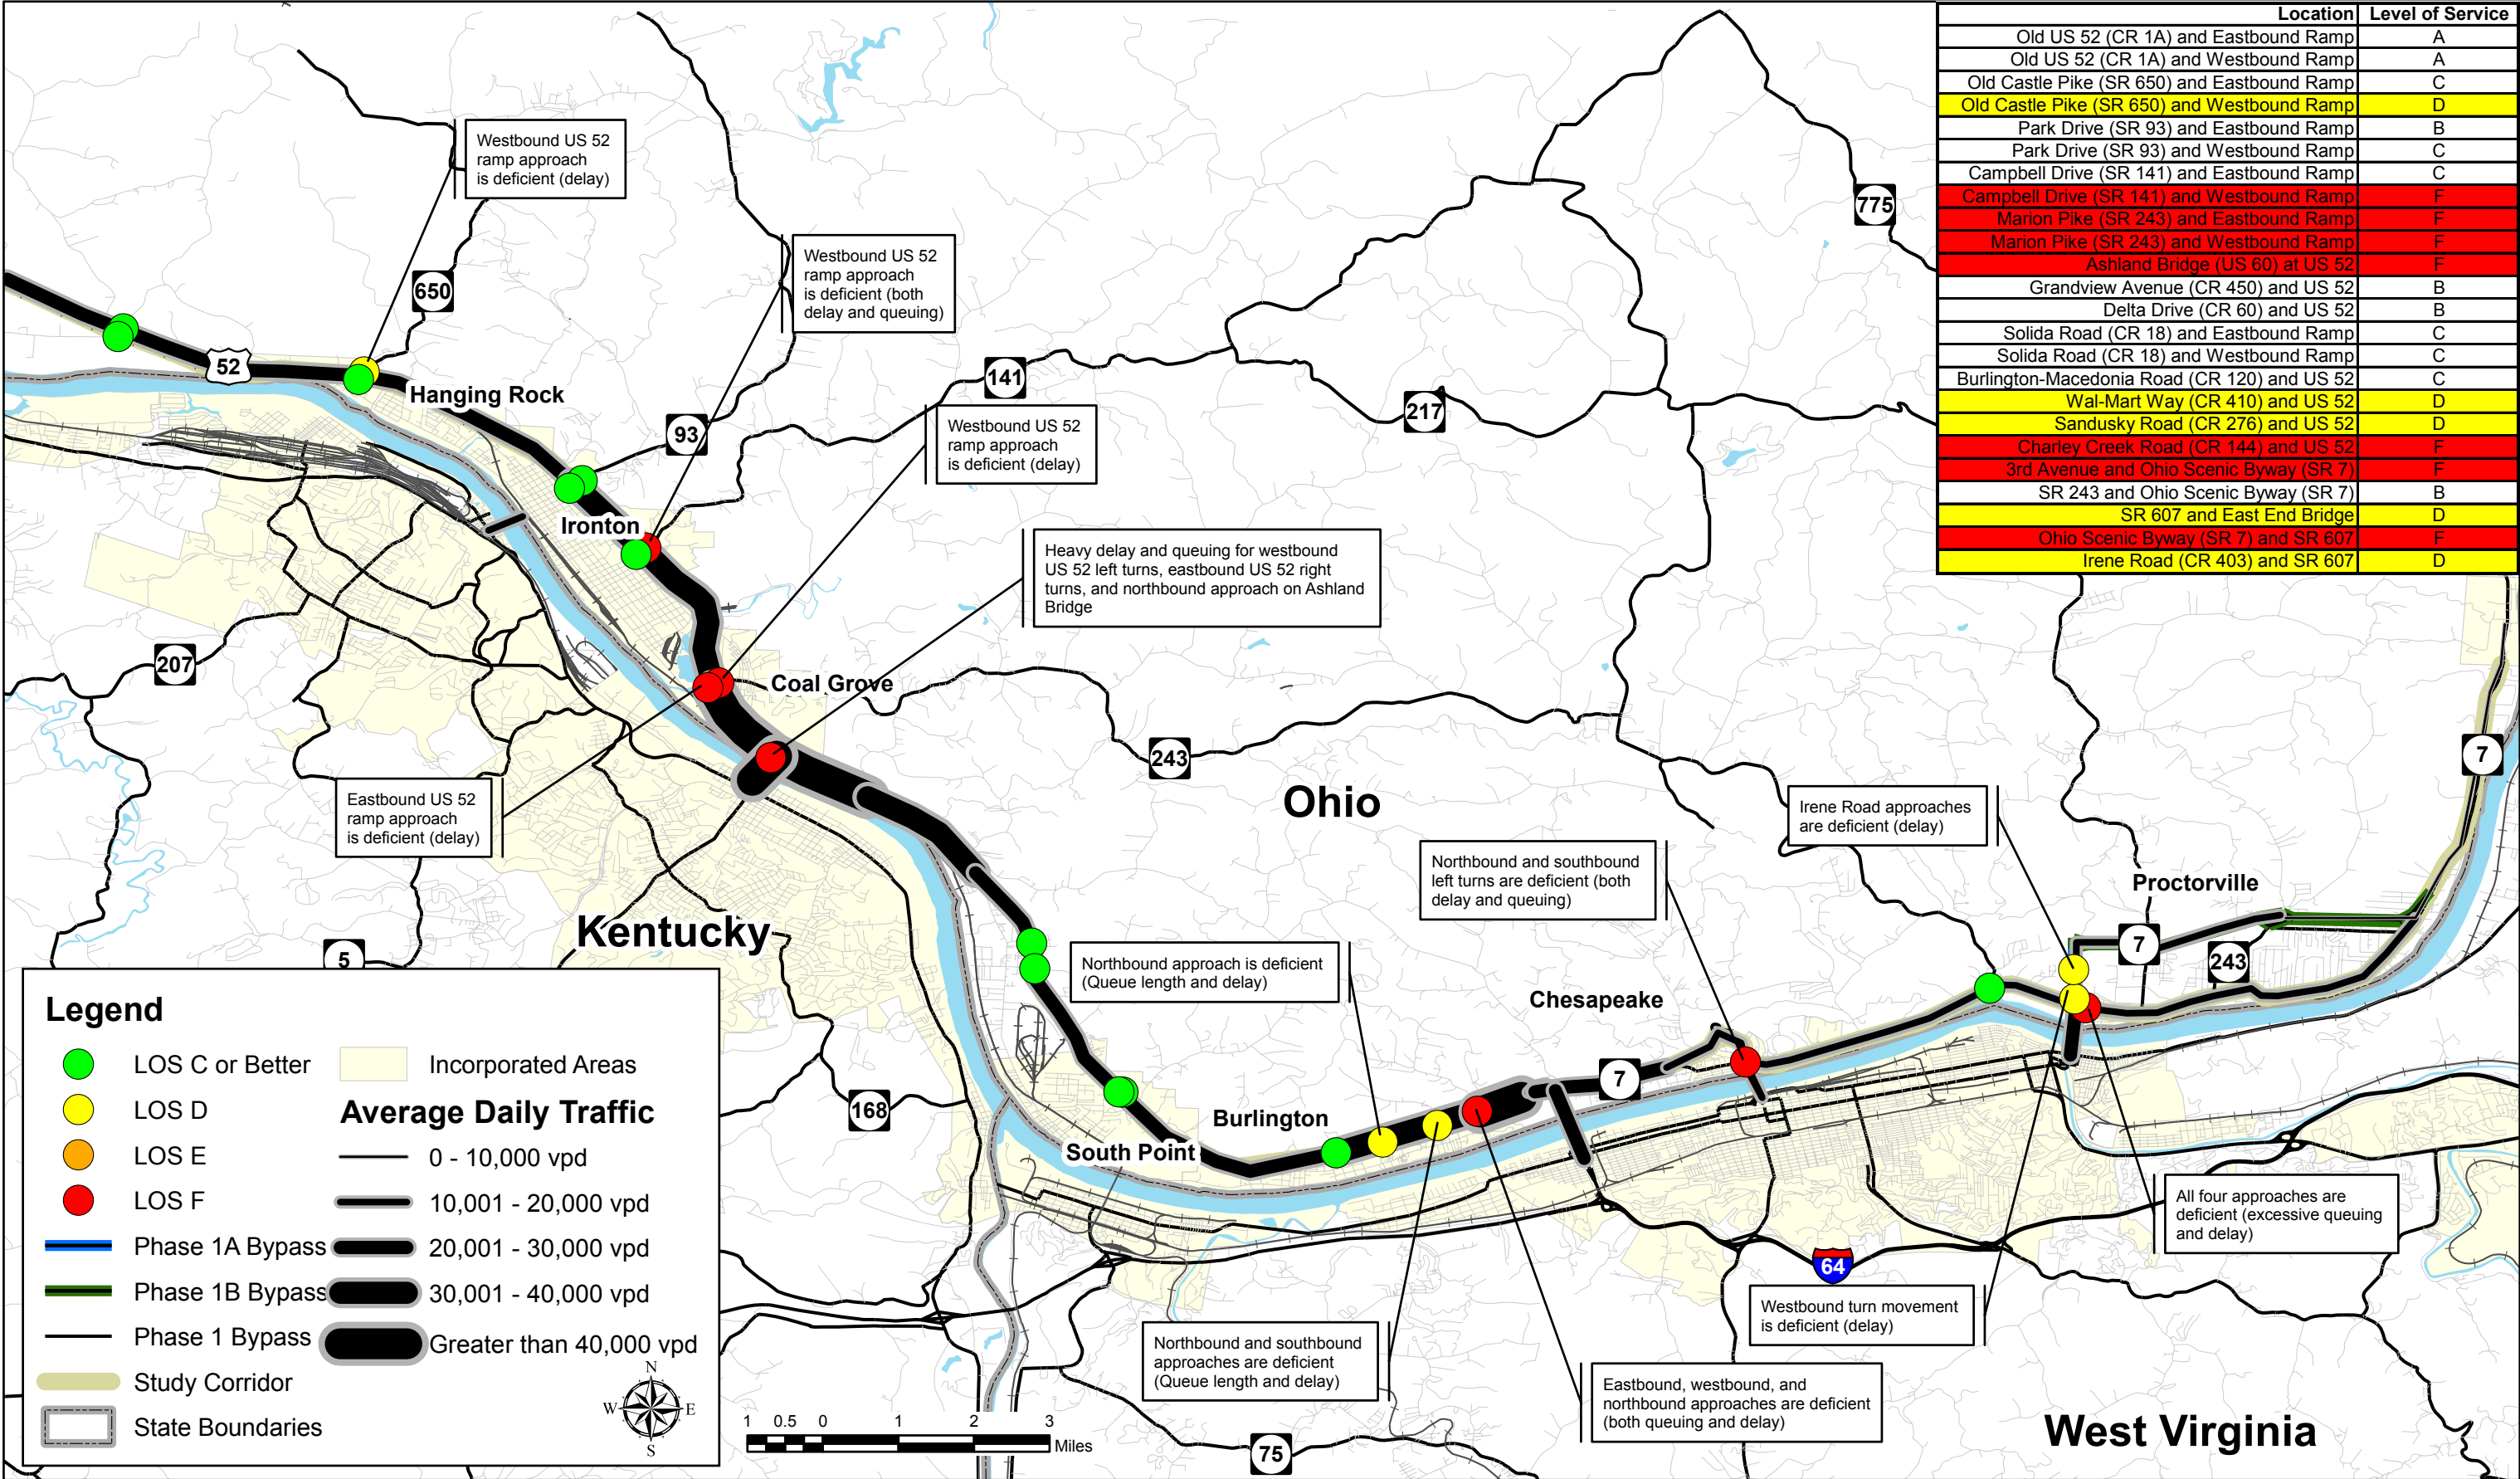 Location Level of Service
Old US 52 (CR 1A) and Eastbound Ramp A
Old US 52 (CR 1A) and Westbound Ramp A
Old Castle Pike (SR 650) and Eastbound Ramp C
Old Castle Pike (SR 650) and Westbound Ramp D
Park Drive (SR 93) and Eastbound Ramp B
Park Drive (SR 93) and Westbound Ramp C
Campbell Drive (SR 141) and Eastbound Ramp C
Campbell Drive (SR 141) and Westbound Ramp F
Marion Pike (SR 243) and Eastbound Ramp F
Marion Pike (SR 243) and Westbound Ramp F
Ashland Bridge (US 60) at US 52 F
Grandview Avenue (CR 450) and US 52 B
Delta Drive (CR 60) and US 52 B
Solida Road (CR 18) and Eastbound Ramp C
Solida Road (CR 18) and Westbound Ramp C
Burlington-Macedonia Road (CR 120) and US 52 C
Wal-Mart Way (CR 410) and US 52 D
Sandusky Road (CR 276) and US 52 D
Charley Creek Road (CR 144) and US 52 F
3rd Avenue and Ohio Scenic Byway (SR 7) F
SR 243 and Ohio Scenic Byway (SR 7) B
SR 607 and East End Bridge D
Ohio Scenic Byway (SR 7) and SR 607 F
Irene Road (CR 403) and SR 607 D
Westbound US 52
ramp approach
is deficient (delay)
775
Westbound US 52
ramp approach
is deficient (both
delay and queuing)
650
52
Hanging Rock
141
217
93
Westbound US 52
ramp approach
is deficient (delay)
Ironton
Heavy delay and queuing for westbound
US 52 left turns, eastbound US 52 right
turns, and northbound approach on Ashland
Bridge
207
Coal Grove
243
7
Ohio
Eastbound US 52
ramp approach
is deficient (delay)
Irene Road approaches
are deficient (delay)
Northbound and southbound
left turns are deficient (both
delay and queuing)
Proctorville
Kentucky
5
7
243
Northbound approach is deficient
(Queue length and delay)
Chesapeake
7
168
Burlington
South Point
All four approaches are
deficient (excessive queuing
and delay)
64
Westbound turn movement
is deficient (delay)
Northbound and southbound
approaches are deficient
(Queue length and delay)
Eastbound, westbound, and
northbound approaches are deficient
(both queuing and delay)
West Virginia
75
Legend
LOS C or Better
LOS D
LOS E
LOS F
Phase 1A Bypass
Phase 1B Bypass
Phase 1 Bypass
Study Corridor
State Boundaries
Incorporated Areas
Average Daily Traffic
0 - 10,000 vpd
10,001 - 20,000 vpd
20,001 - 30,000 vpd
30,001 - 40,000 vpd
Greater than 40,000 vpd
N
W E
S
1 0.5 0 1 2 3
Miles